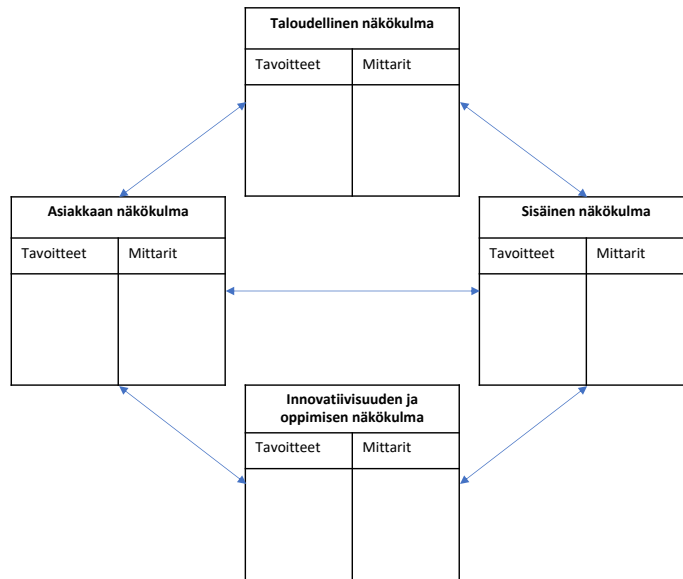 Taloudellinen näkökulma
Tavoitteet Mittarit
Asiakkaan näkökulma
Tavoitteet Mittarit
Sisäinen näkökulma
Tavoitteet Mittarit
Innovatiivisuuden ja
oppimisen näkökulma
Tavoitteet Mittarit